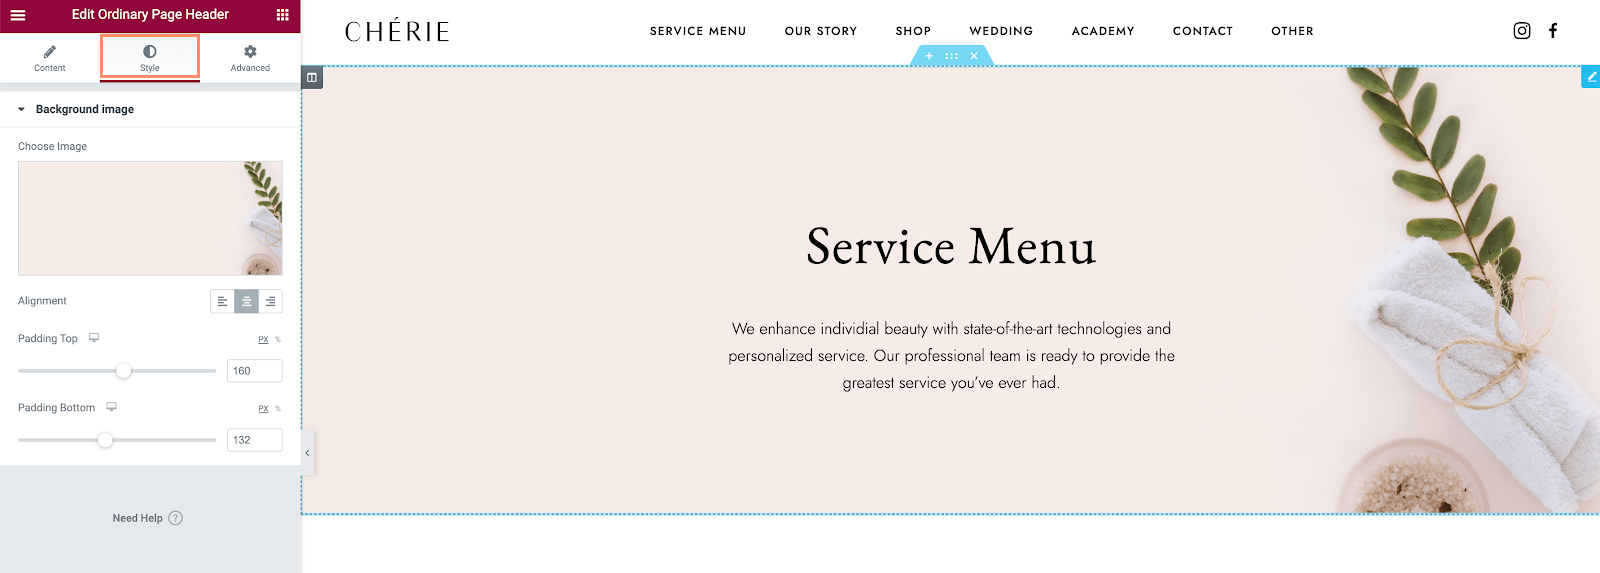 Edit Ordinary Page Header
Content
Style
Advanced
Background image
Choose Image
Alignment
Padding Top
PX %
160
Padding Bottom
PX %
132
Need Help ?
CHÉRIE
SERVICE MENU OUR STORY SHOP WEDDING ACADEMY CONTACT OTHER
Service Menu
We enhance individial beauty with state-of-the-art technologies and
personalized service. Our professional team is ready to provide the
greatest service you've ever had.